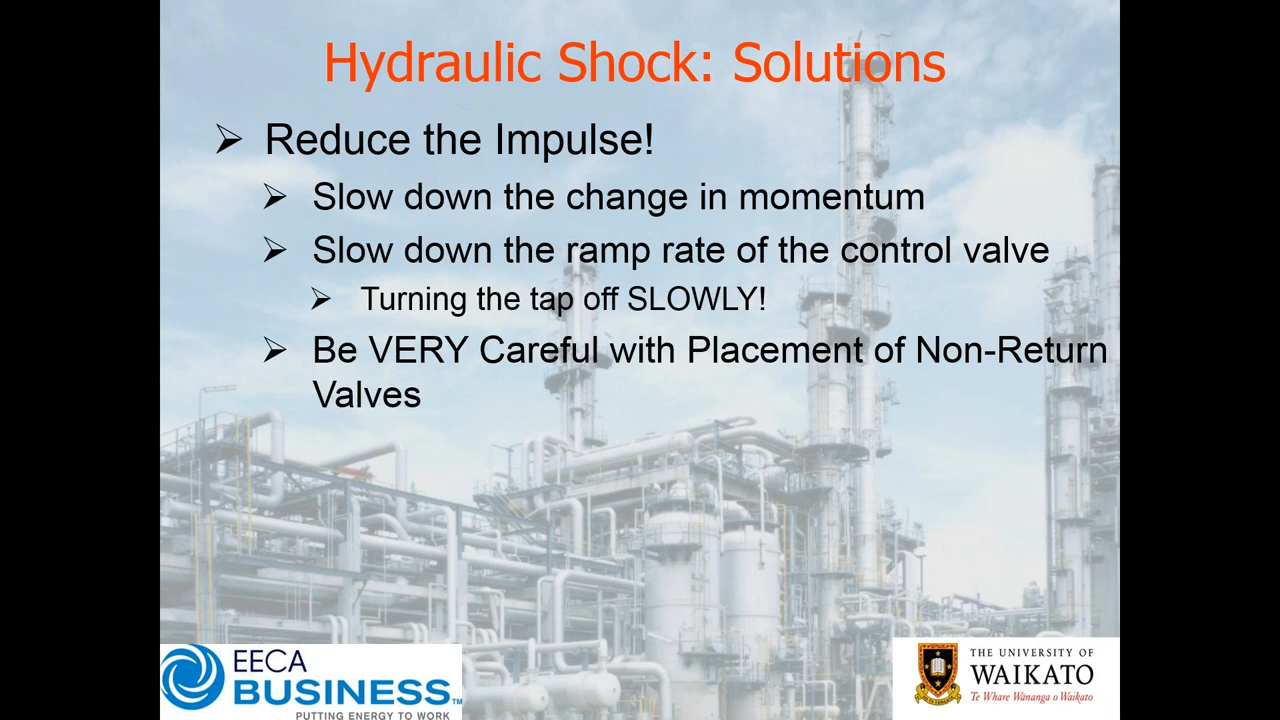 Hydraulic Shock: Solutions
Reduce the Impulse!
Slow down the change in momentum
Slow down the ramp rate of the control valve
Turning the tap off SLOWLY!
Be VERY Careful with Placement of Non-Return
Valves
EECA
BUSINESS™
PUTTING ENERGY TO WORK
THE UNIVERSITY OF
WAIKATO
Te Whare Wānanga o Waikato